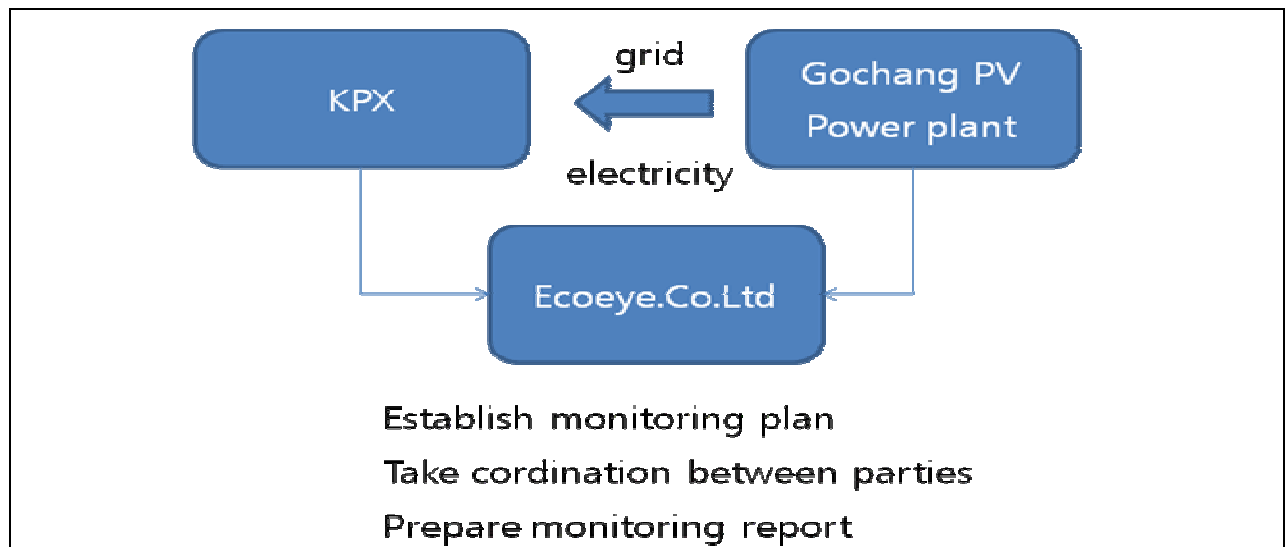 KPX
grid
electricity
Gochang PV
Power plant
Ecoeye.Co.Ltd
Establish monitoring plan
Take cordination between parties
Prepare monitoring report